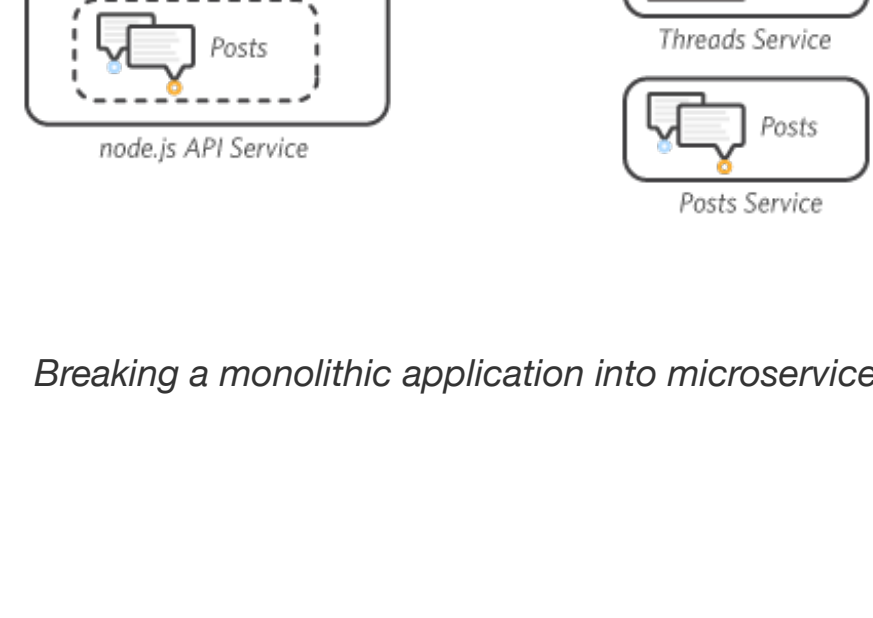 Posts
node.js API Service
Threads Service
Posts
Posts Service
Breaking a monolithic application into microservice